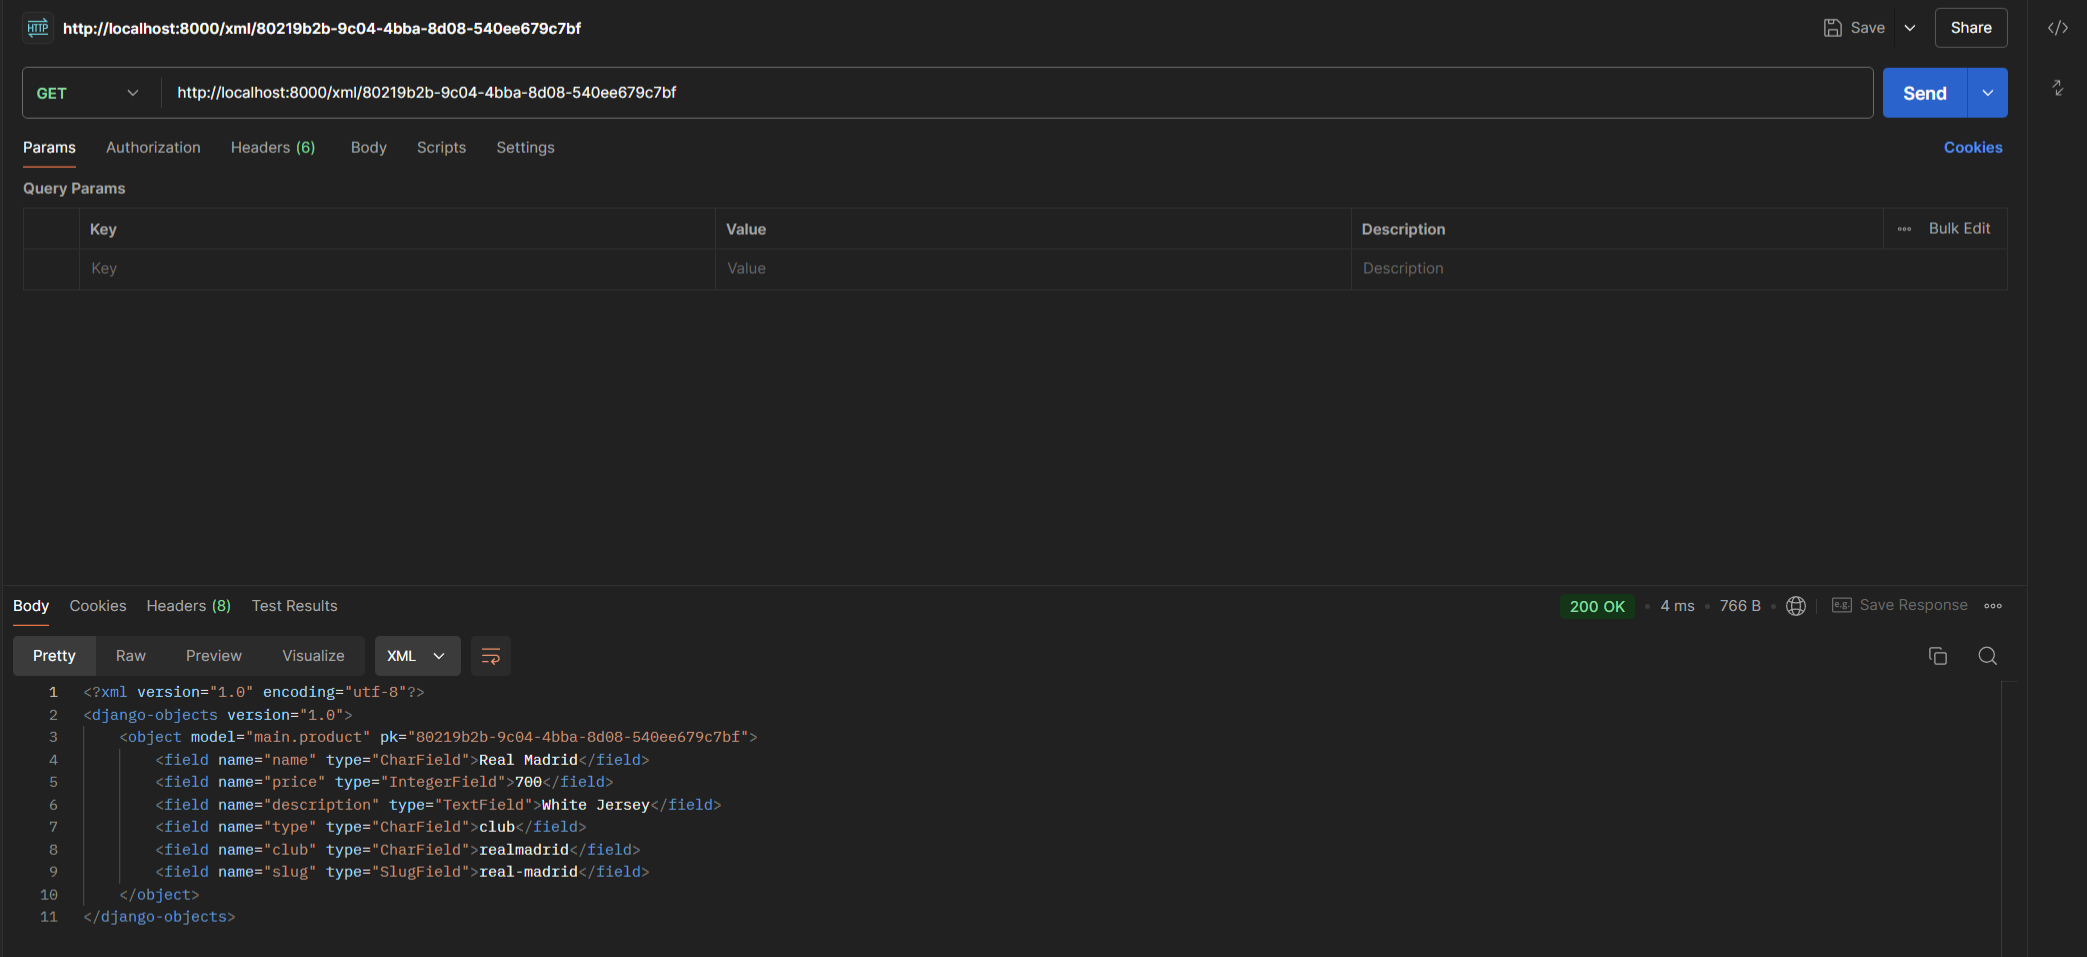 HTTP http://localhost:8000/xml/80219b2b-9c04-4bba-8d08-540ee679c7bf Save Share
GET http://localhost:8000/xml/80219b2b-9c04-4bba-8d08-540ee679c7bf Send
Params Authorization Headers (6) Body Scripts Settings Cookies
Query Params
Key Value Description Bulk Edit
Key Value Description
Body Cookies Headers (8) Test Results 200 OK 4 ms 766 B e.g. Save Response
Pretty Raw Preview Visualize XML
1 <?xml version="1.0" encoding="utf-8"?>
2 <django-objects version="1.0">
3 <object model="main.product" pk="80219b2b-9c04-4bba-8d08-540ee679c7bf">
4 <field name="name" type="CharField">Real Madrid</field>
5 <field name="price" type="IntegerField">700</field>
6 <field name="description" type="TextField">White Jersey</field>
7 <field name="type" type="CharField">club</field>
8 <field name="club" type="CharField">realmadrid</field>
9 <field name="slug" type="SlugField">real-madrid</field>
10 </object>
11 </django-objects>